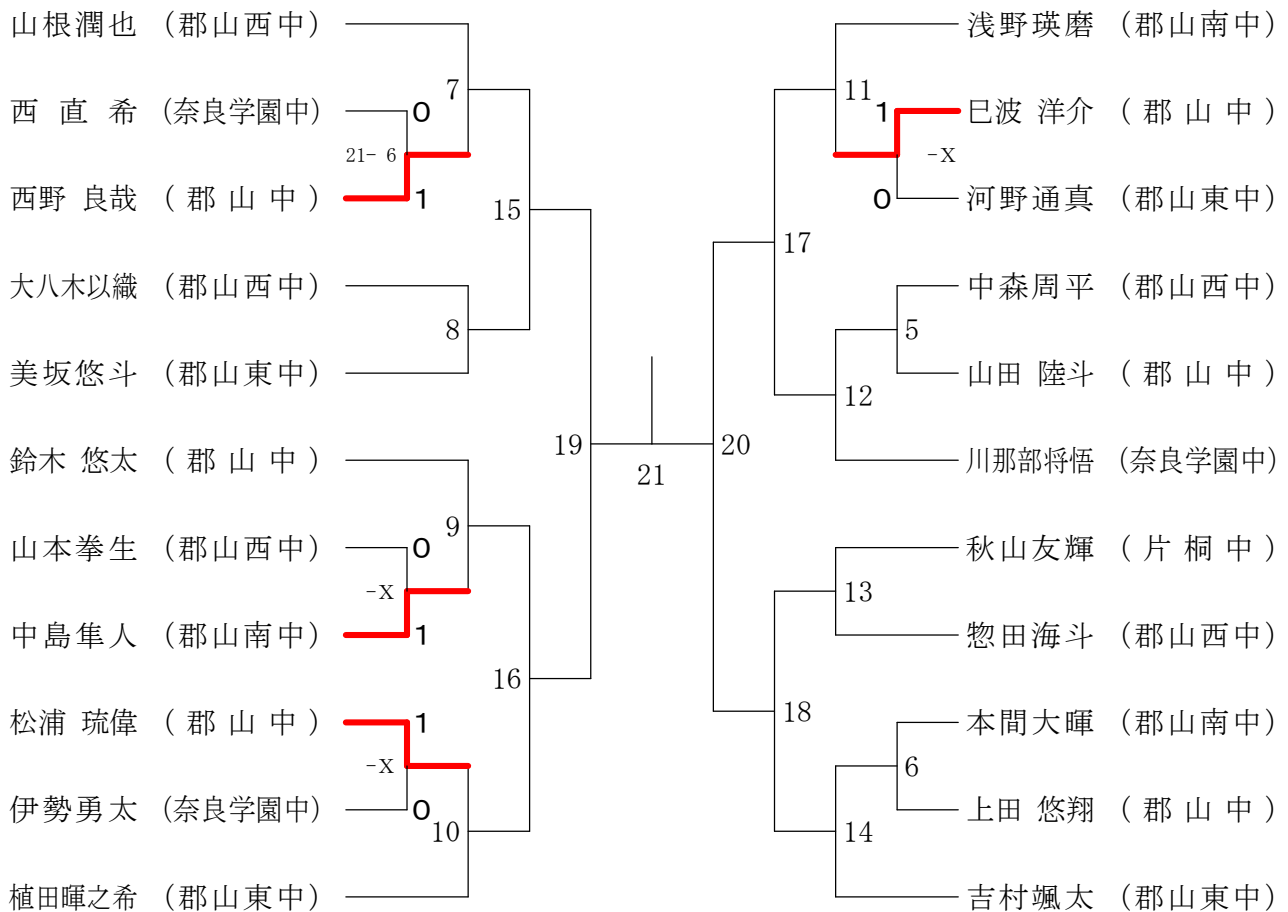 山根潤也 (郡山西中)
7
西 直 希 (奈良学園中)
0
21- 6
西野 良哉 (郡山中)
1
15
大八木以織 (郡山西中)
8
美坂悠斗 (郡山東中)
19
鈴木 悠太 (郡山中)
9
山本拳生 (郡山西中)
0
-X
中島隼人 (郡山南中)
1
16
松浦 琉偉 (郡山中)
1
-X
伊勢勇太 (奈良学園中)
0
10
植田暉之希 (郡山東中)
21
浅野瑛磨 (郡山南中)
11
1
巳波 洋介 (郡山中)
-X
0
河野通真 (郡山東中)
17
中森周平 (郡山西中)
5
山田 陸斗 (郡山中)
12
川那部将悟 (奈良学園中)
20
秋山友輝 (片桐中)
13
惣田海斗 (郡山西中)
18
本間大暉 (郡山南中)
6
上田 悠翔 (郡山中)
14
吉村颯太 (郡山東中)